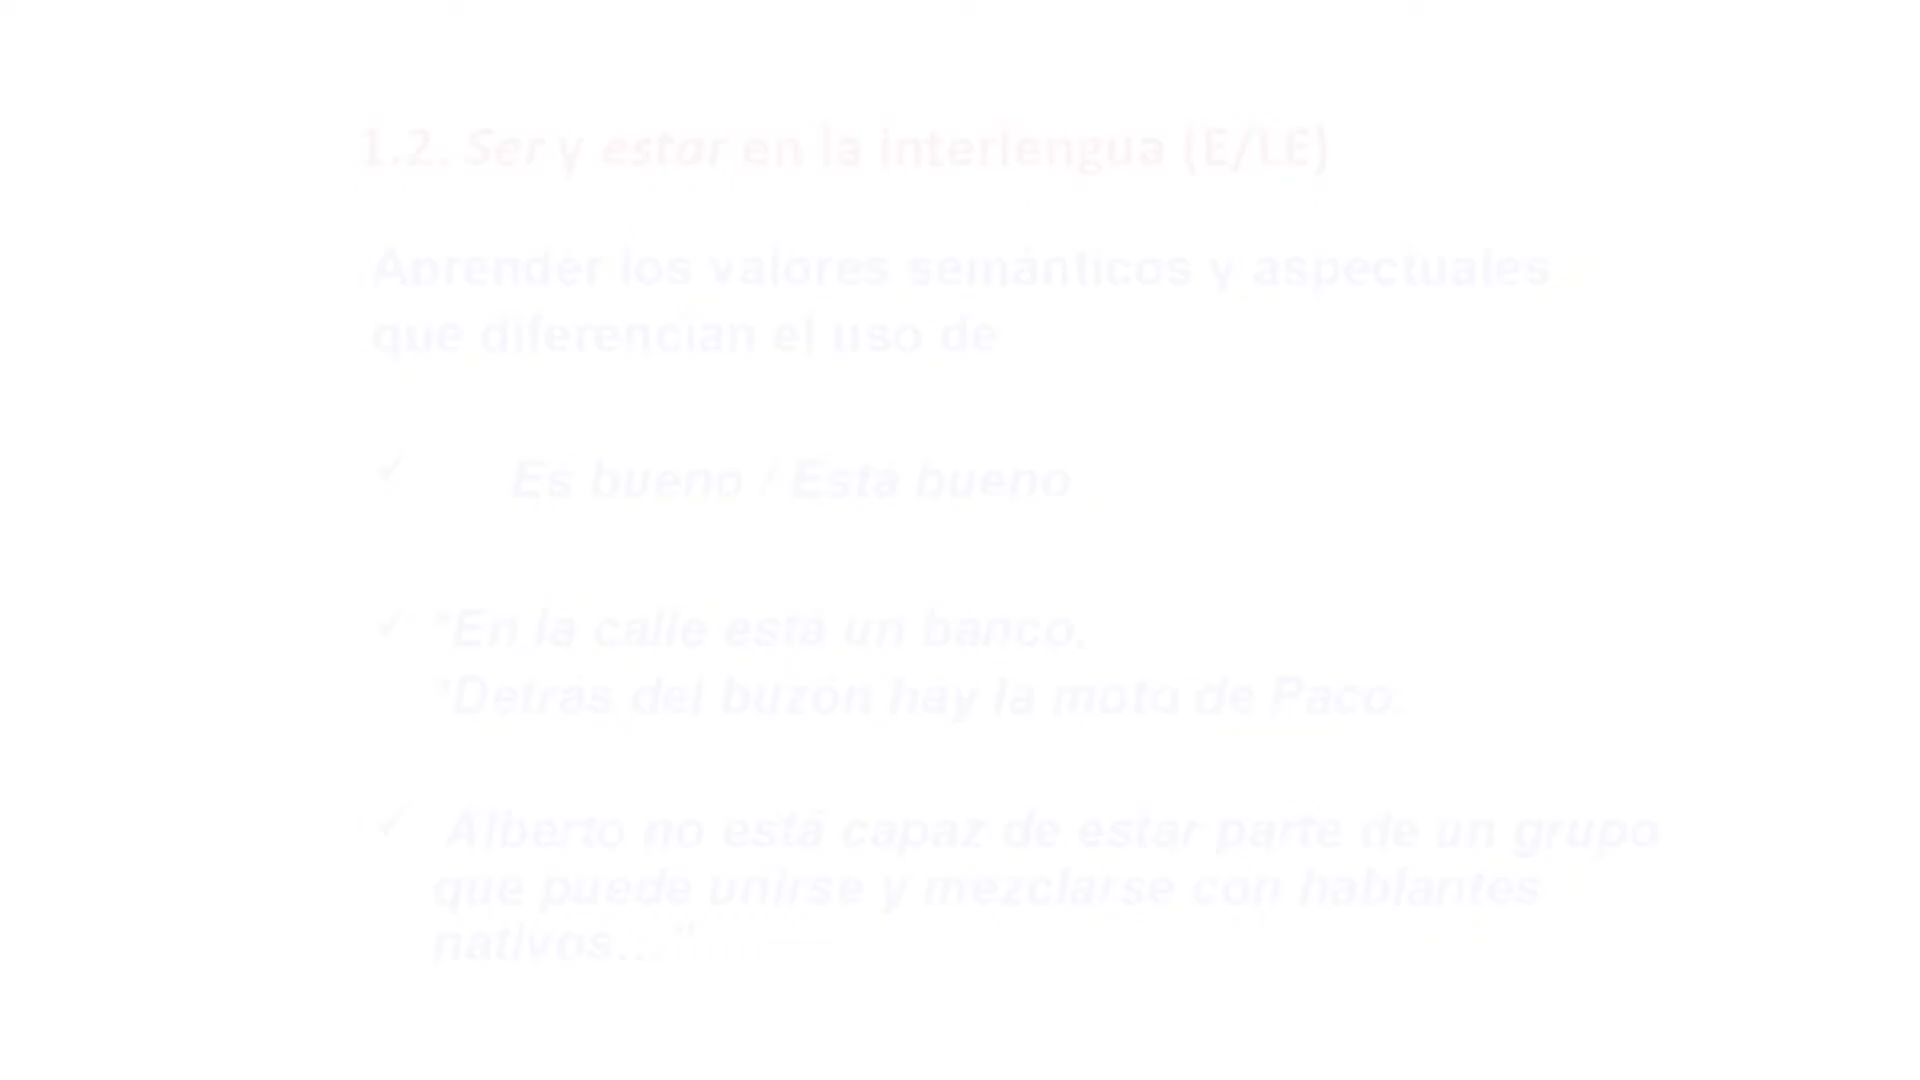 1.2. Ser y estar en la interlengua (E/LE)
Aprender los valores semánticos y aspectuales
que diferencian el uso de
✓ Es bueno / Está bueno
✓ *En la calle está un banco.
*Detrás del buzón hay la moto de Paco.
✓ Alberto no está capaz de estar parte de un grupo
que puede unirse y mezclarse con hablantes
nativos…"